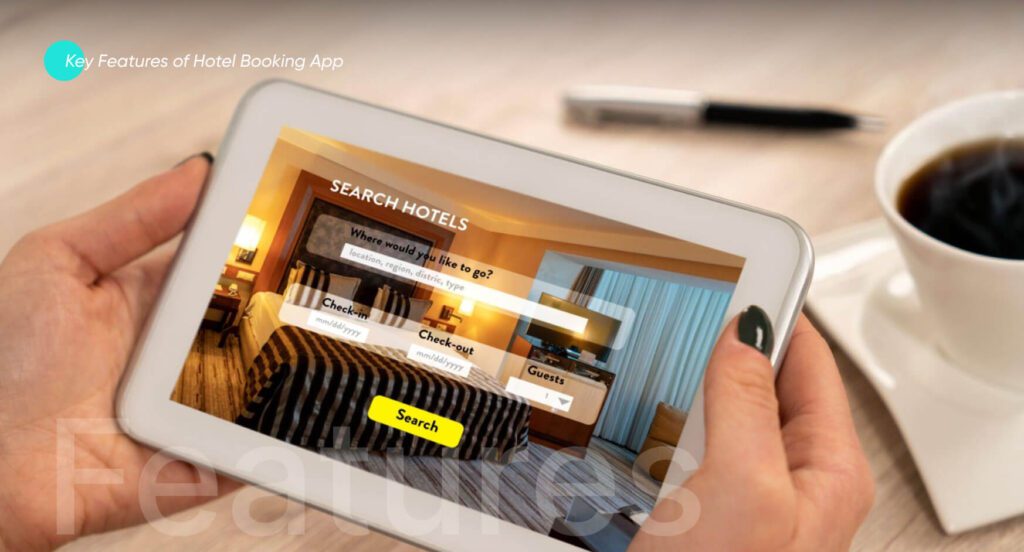 Key Features of Hotel Booking App
SEARCH HOTELS
Where would you like to go?
location, region, distric, type
Check-in
mm/dd/yyyy
Check-out
mm/dd/yyyy
Guests
1
Search
Features